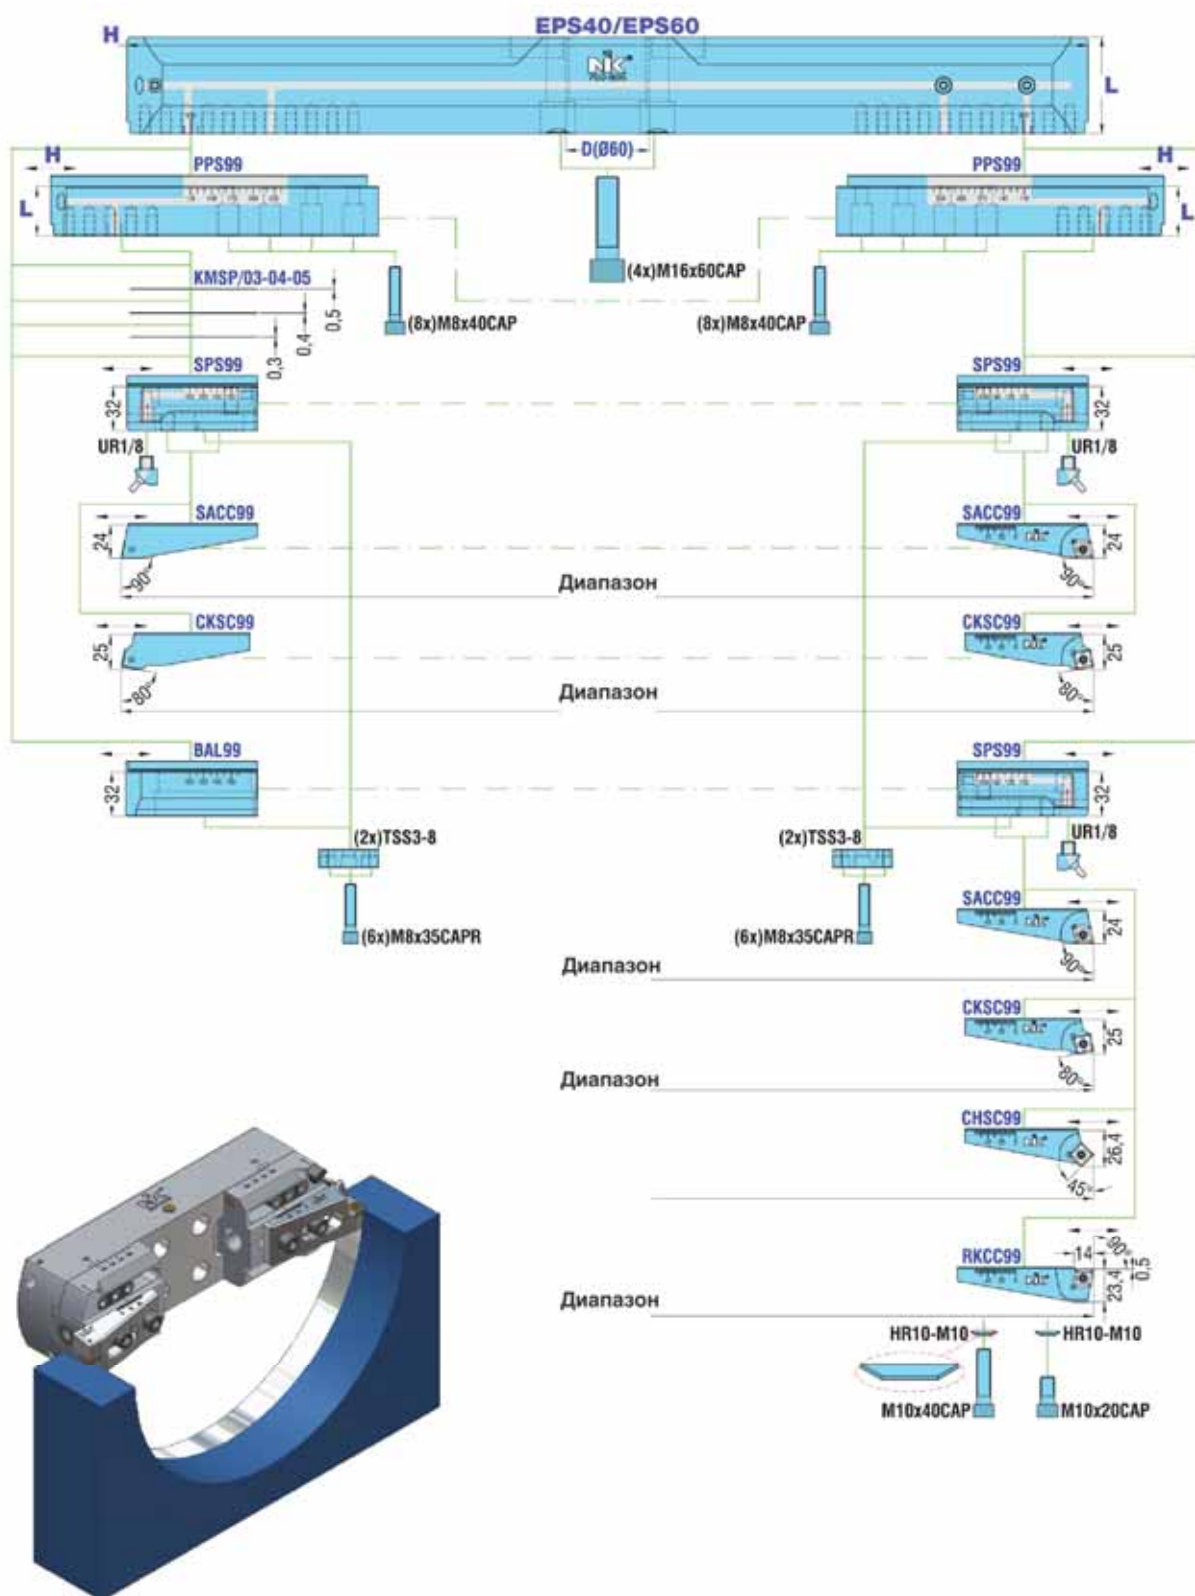 EPS40/EPS60
H
L
NIK
D(Ø60)
PPS99
PPS99
H
H
L
L
(4x)M16x60CAP
KMSP/03-04-05
(8x)M8x40CAP
(8x)M8x40CAP
0,5
0,4
0,3
SPS99
SPS99
32
32
UR1/8
UR1/8
SACC99
SACC99
24
24
90°
90°
Диапазон
CKSC99
CKSC99
25
25
80°
80°
Диапазон
BAL99
SPS99
32
32
(2x)TSS3-8
(2x)TSS3-8
UR1/8
(6x)M8x35CAPR
(6x)M8x35CAPR
SACC99
24
90°
Диапазон
CKSC99
25
80°
Диапазон
CHSC99
26,4
45°
RKCC99
14
90°
0,5
23,4
Диапазон
HR10-M10
HR10-M10
M10x40CAP
M10x20CAP